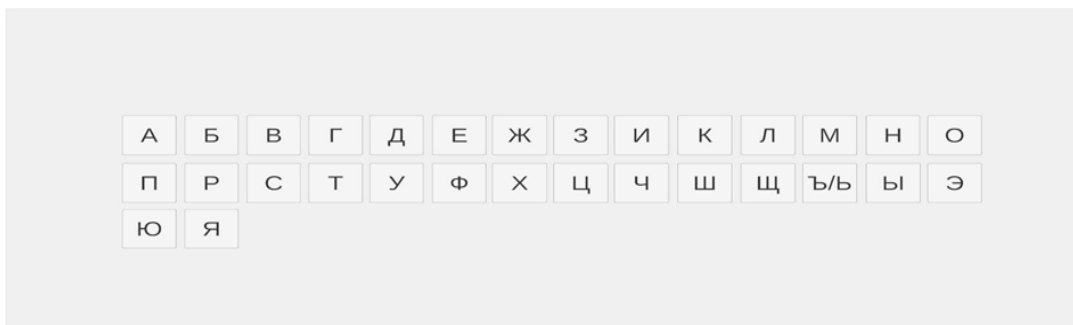 А Б В Г Д Е Ж З И К Л М Н О
П Р С Т У Ф Х Ц Ч Ш Щ Ъ/Ь Ы Э
Ю Я